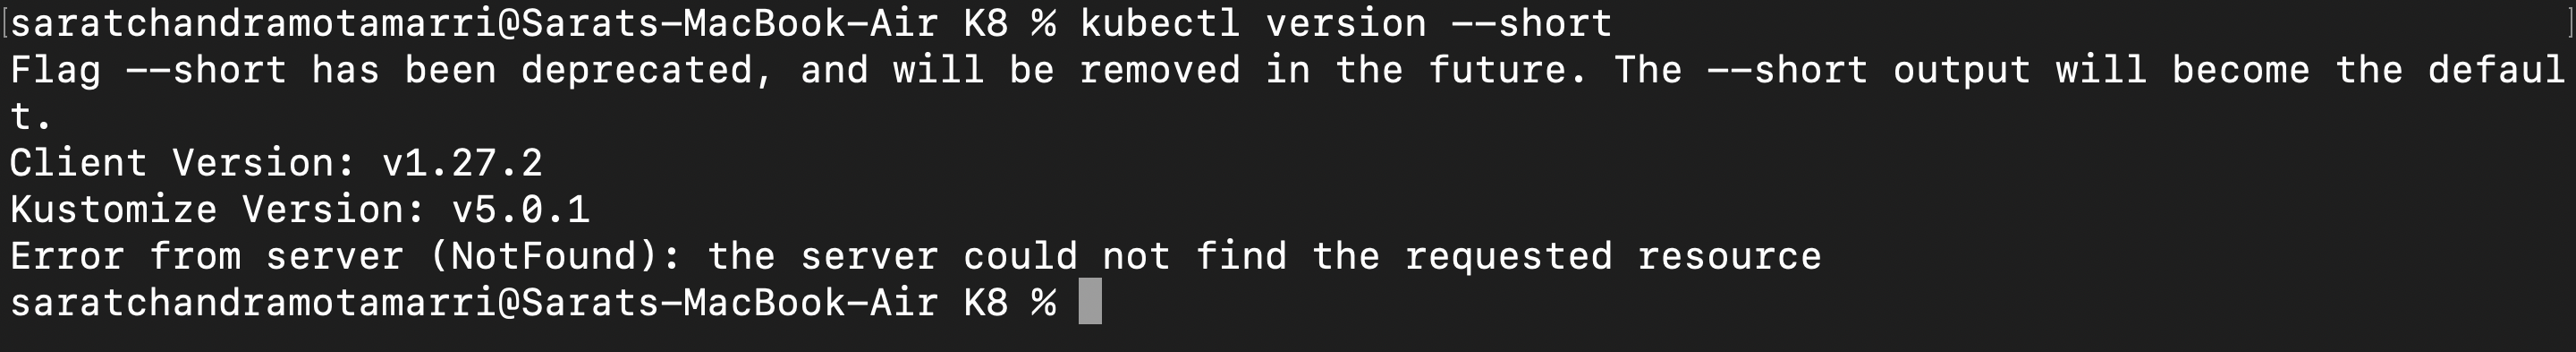 [saratchandramotamarri@Sarats-MacBook-Air K8 % kubectl version --short ]
Flag --short has been deprecated, and will be removed in the future. The --short output will become the defaul
t.
Client Version: v1.27.2
Kustomize Version: v5.0.1
Error from server (NotFound): the server could not find the requested resource
saratchandramotamarri@Sarats-MacBook-Air K8 %